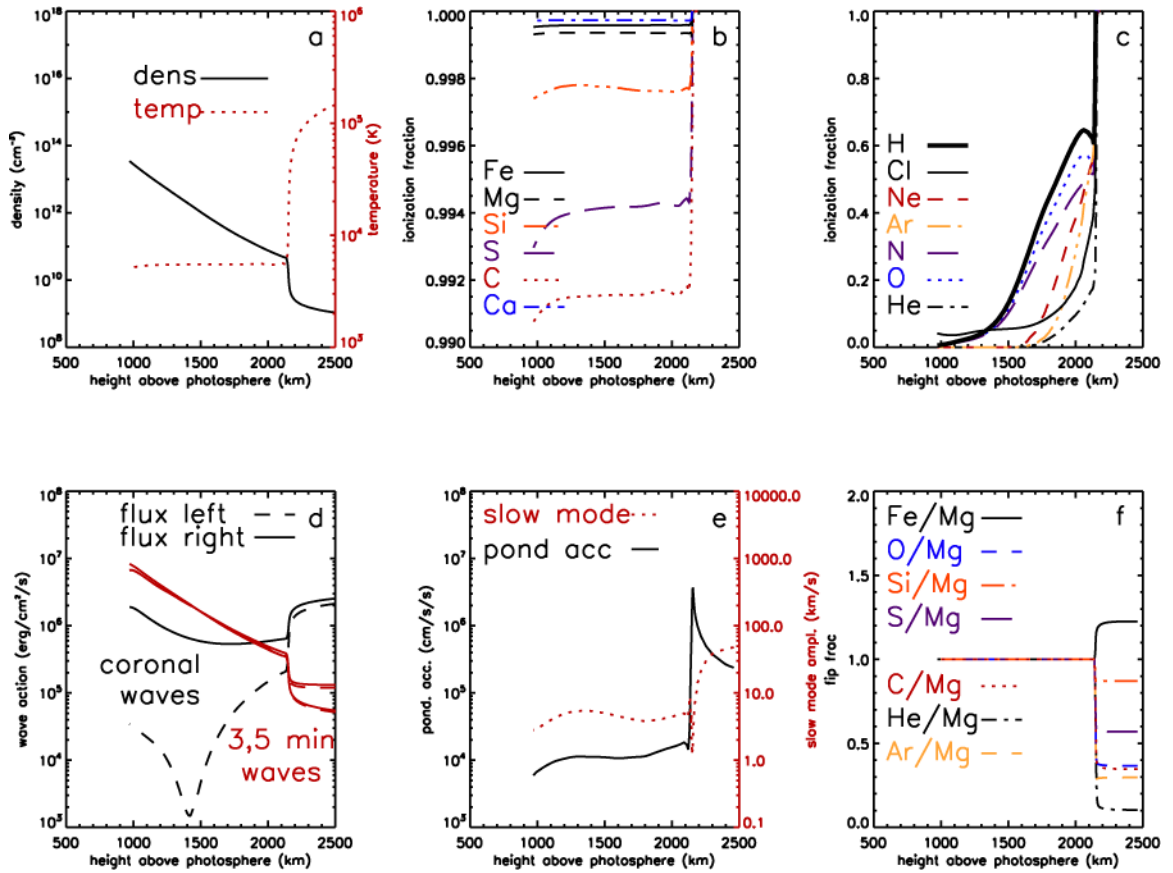 a
dens
temp
10^18
10^16
10^14
10^12
10^10
10^8
density (cm^-3)
10^6
10^5
10^4
10^3
temperature (K)
500 1000 1500 2000 2500
height above photosphere (km)
b
1.000
0.998
0.996
0.994
0.992
0.990
ionization fraction
Fe
Mg
Si
S
C
Ca
500 1000 1500 2000 2500
height above photosphere (km)
c
1.0
0.8
0.6
0.4
0.2
0.0
ionization fraction
H
Cl
Ne
Ar
N
O
He
500 1000 1500 2000 2500
height above photosphere (km)
d
flux left
flux right
10^8
10^7
10^6
10^5
10^4
10^3
wave action (erg/cm²/s)
coronal
waves
3,5 min
waves
500 1000 1500 2000 2500
height above photosphere (km)
e
slow mode
pond acc
10^8
10^7
10^6
10^5
10^4
10^3
pond. acc. (cm/s/s)
10000.0
1000.0
100.0
10.0
1.0
0.1
slow mode ampl. (km/s)
500 1000 1500 2000 2500
height above photosphere (km)
f
2.0
1.5
1.0
0.5
0.0
fip frac
Fe/Mg
O/Mg
Si/Mg
S/Mg
C/Mg
He/Mg
Ar/Mg
500 1000 1500 2000 2500
height above photosphere (km)